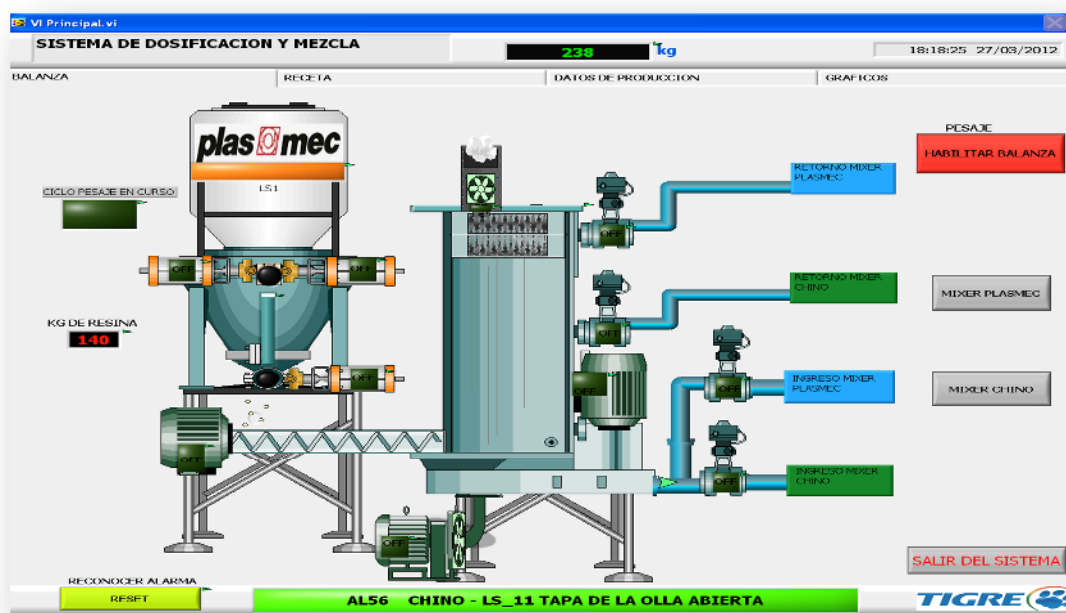 VI Principal.vi
SISTEMA DE DOSIFICACION Y MEZCLA
238 kg
18:18:25 27/03/2012
BALANZA
RECETA
DATOS DE PRODUCCION
GRAFICOS
PESAJE
HABILITAR BALANZA
plasmec
LS1
CICLO PESAJE EN CURSO
RETORNO MIXER
PLASMEC
OFF
OFF
OFF
RETORNO MIXER
CHINO
MIXER PLASMEC
KG DE RESINA
140
OFF
OFF
OFF
INGRESO MIXER
PLASMEC
OFF
MIXER CHINO
OFF
INGRESO MIXER
CHINO
OFF
OFF
SALIR DEL SISTEMA
RECONOCER ALARMA
RESET
AL56 CHINO - LS_11 TAPA DE LA OLLA ABIERTA
TIGRE